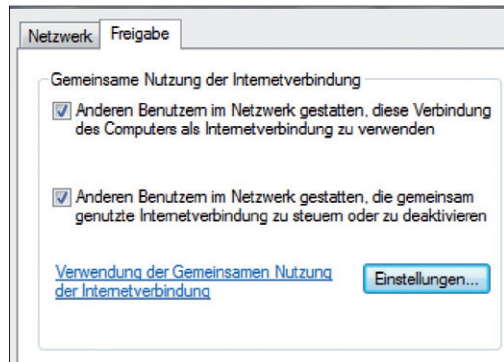 Netzwerk Freigabe
Gemeinsame Nutzung der Internetverbindung
Anderen Benutzern im Netzwerk gestatten, diese Verbindung
des Computers als Internetverbindung zu verwenden
Anderen Benutzern im Netzwerk gestatten, die gemeinsam
genutzte Internetverbindung zu steuern oder zu deaktivieren
Verwendung der Gemeinsamen Nutzung
der Internetverbindung
Einstellungen...